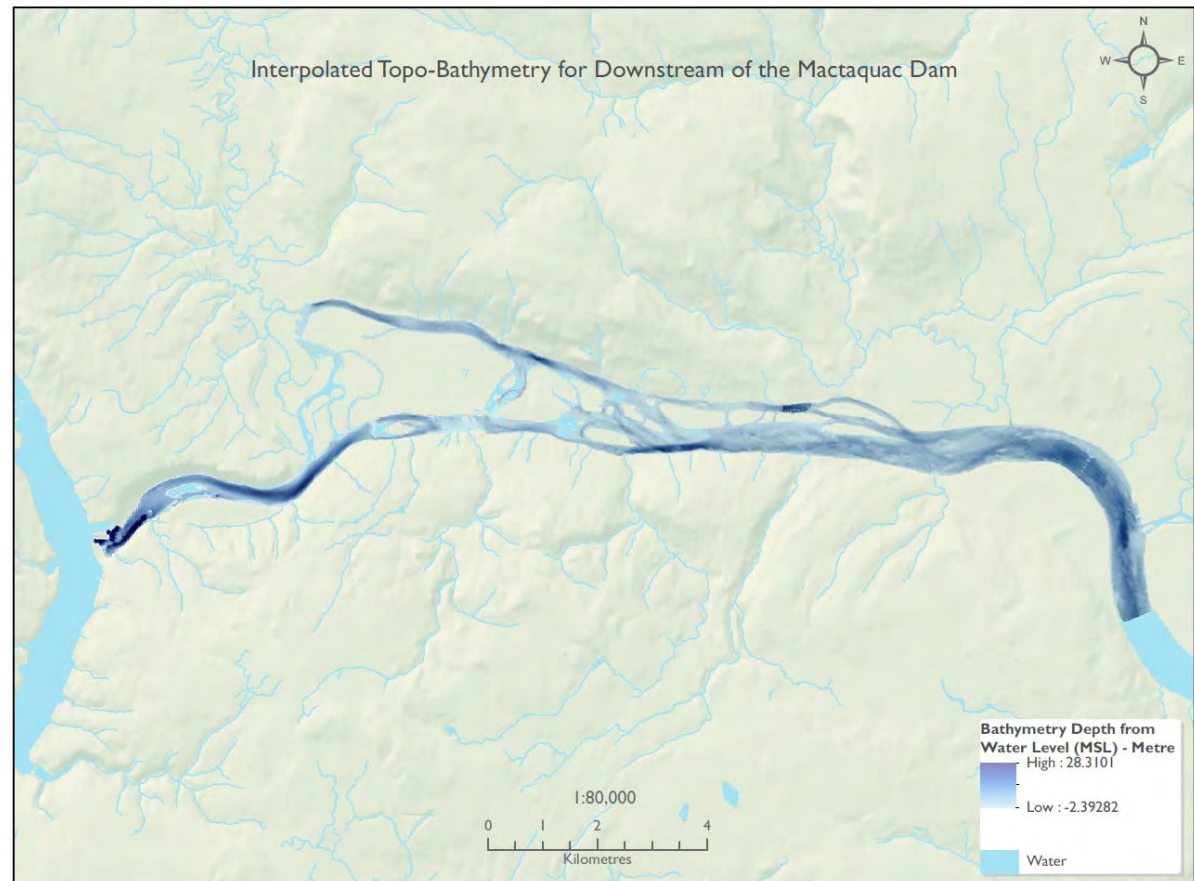 Interpolated Topo-Bathymetry for Downstream of the Mactaquac Dam
N
W E
S
Bathymetry Depth from
Water Level (MSL) - Metre
High : 28.3101
Low : -2.39282
Water
1:80,000
0 1 2 4
Kilometres